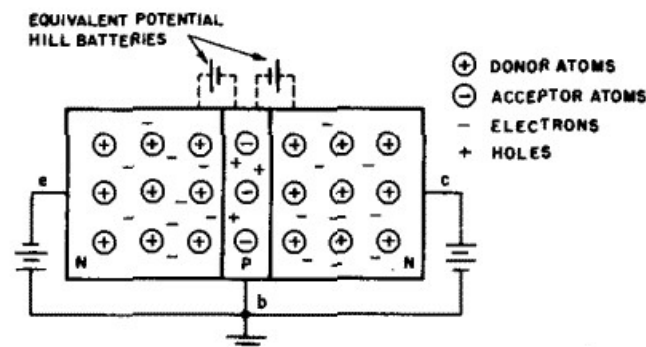 EQUIVALENT POTENTIAL
HILL BATTERIES
⊕ DONOR ATOMS
⊖ ACCEPTOR ATOMS
− ELECTRONS
+ HOLES
e
c
N
P
N
b